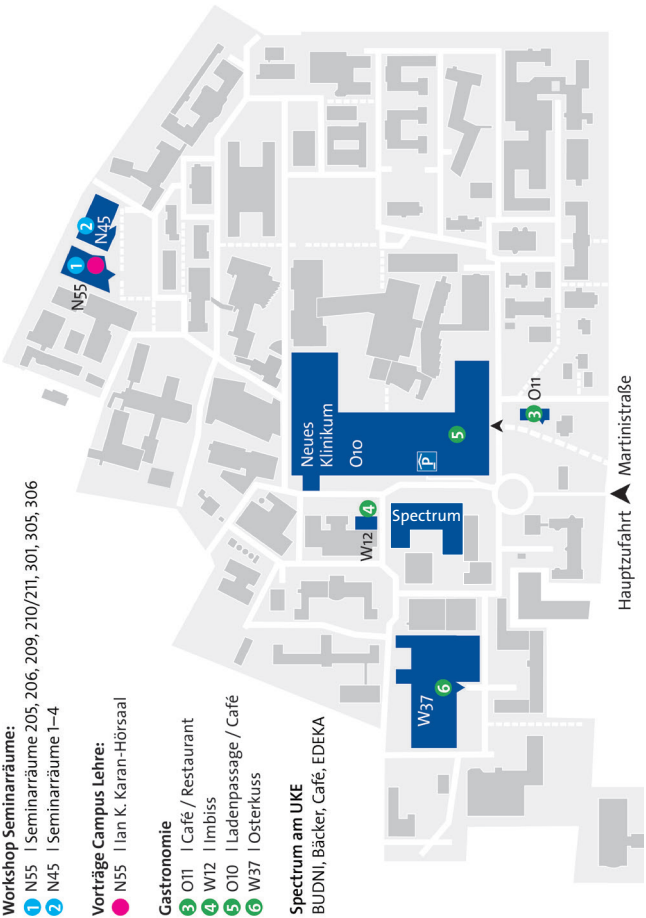 Workshop Seminarräume:
1 N55 | Seminarräume 205, 206, 209, 210/211, 301, 305, 306
2 N45 | Seminarräume 1–4
Vorträge Campus Lehre:
N55 | Ian K. Karan-Hörsaal
Gastronomie
3 O11 | Café / Restaurant
4 W12 | Imbiss
5 O10 | Ladenpassage / Café
6 W37 | Osterkuss
Spectrum am UKE
BUDNI, Bäcker, Café, EDEKA
N55
1
2
N45
Neues
Klinikum
O10
P
5
4
W12
Spectrum
W37
6
3 O11
Hauptzufahrt Martinistraße